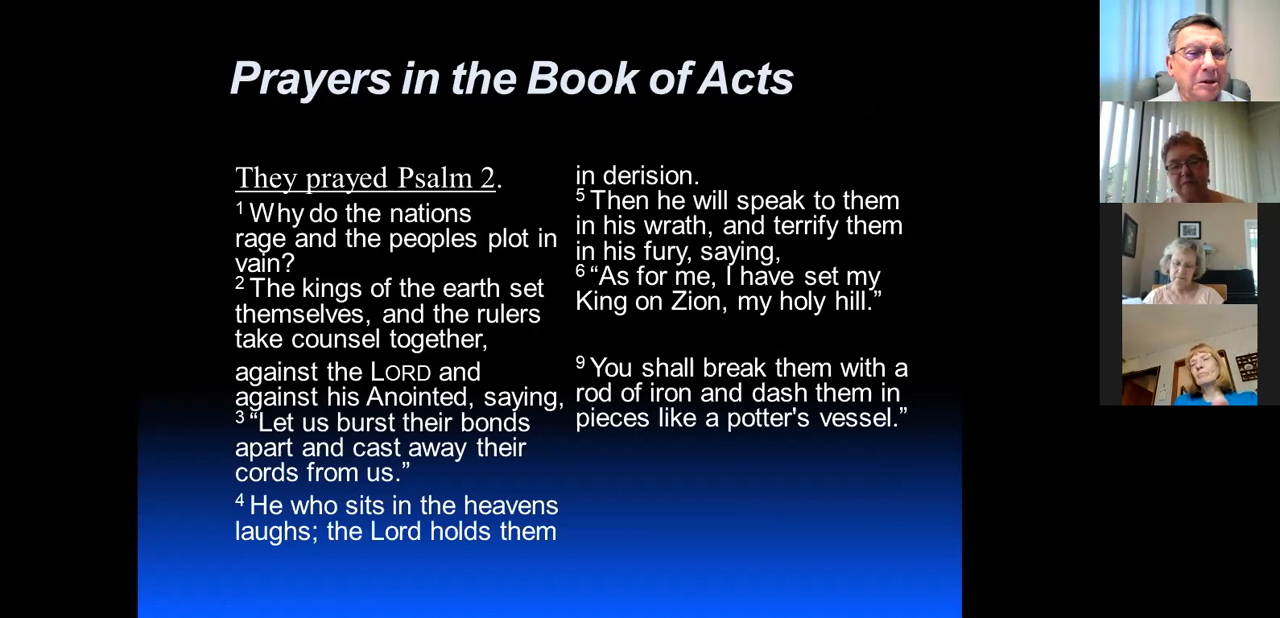 Prayers in the Book of Acts
They prayed Psalm 2.
1 Why do the nations
rage and the peoples plot in
vain?
2 The kings of the earth set
themselves, and the rulers
take counsel together,
against the LORD and
against his Anointed, saying,
3 “Let us burst their bonds
apart and cast away their
cords from us.”
4 He who sits in the heavens
laughs; the Lord holds them
in derision.
5 Then he will speak to them
in his wrath, and terrify them
in his fury, saying,
6 “As for me, I have set my
King on Zion, my holy hill.”
9 You shall break them with a
rod of iron and dash them in
pieces like a potter's vessel.”